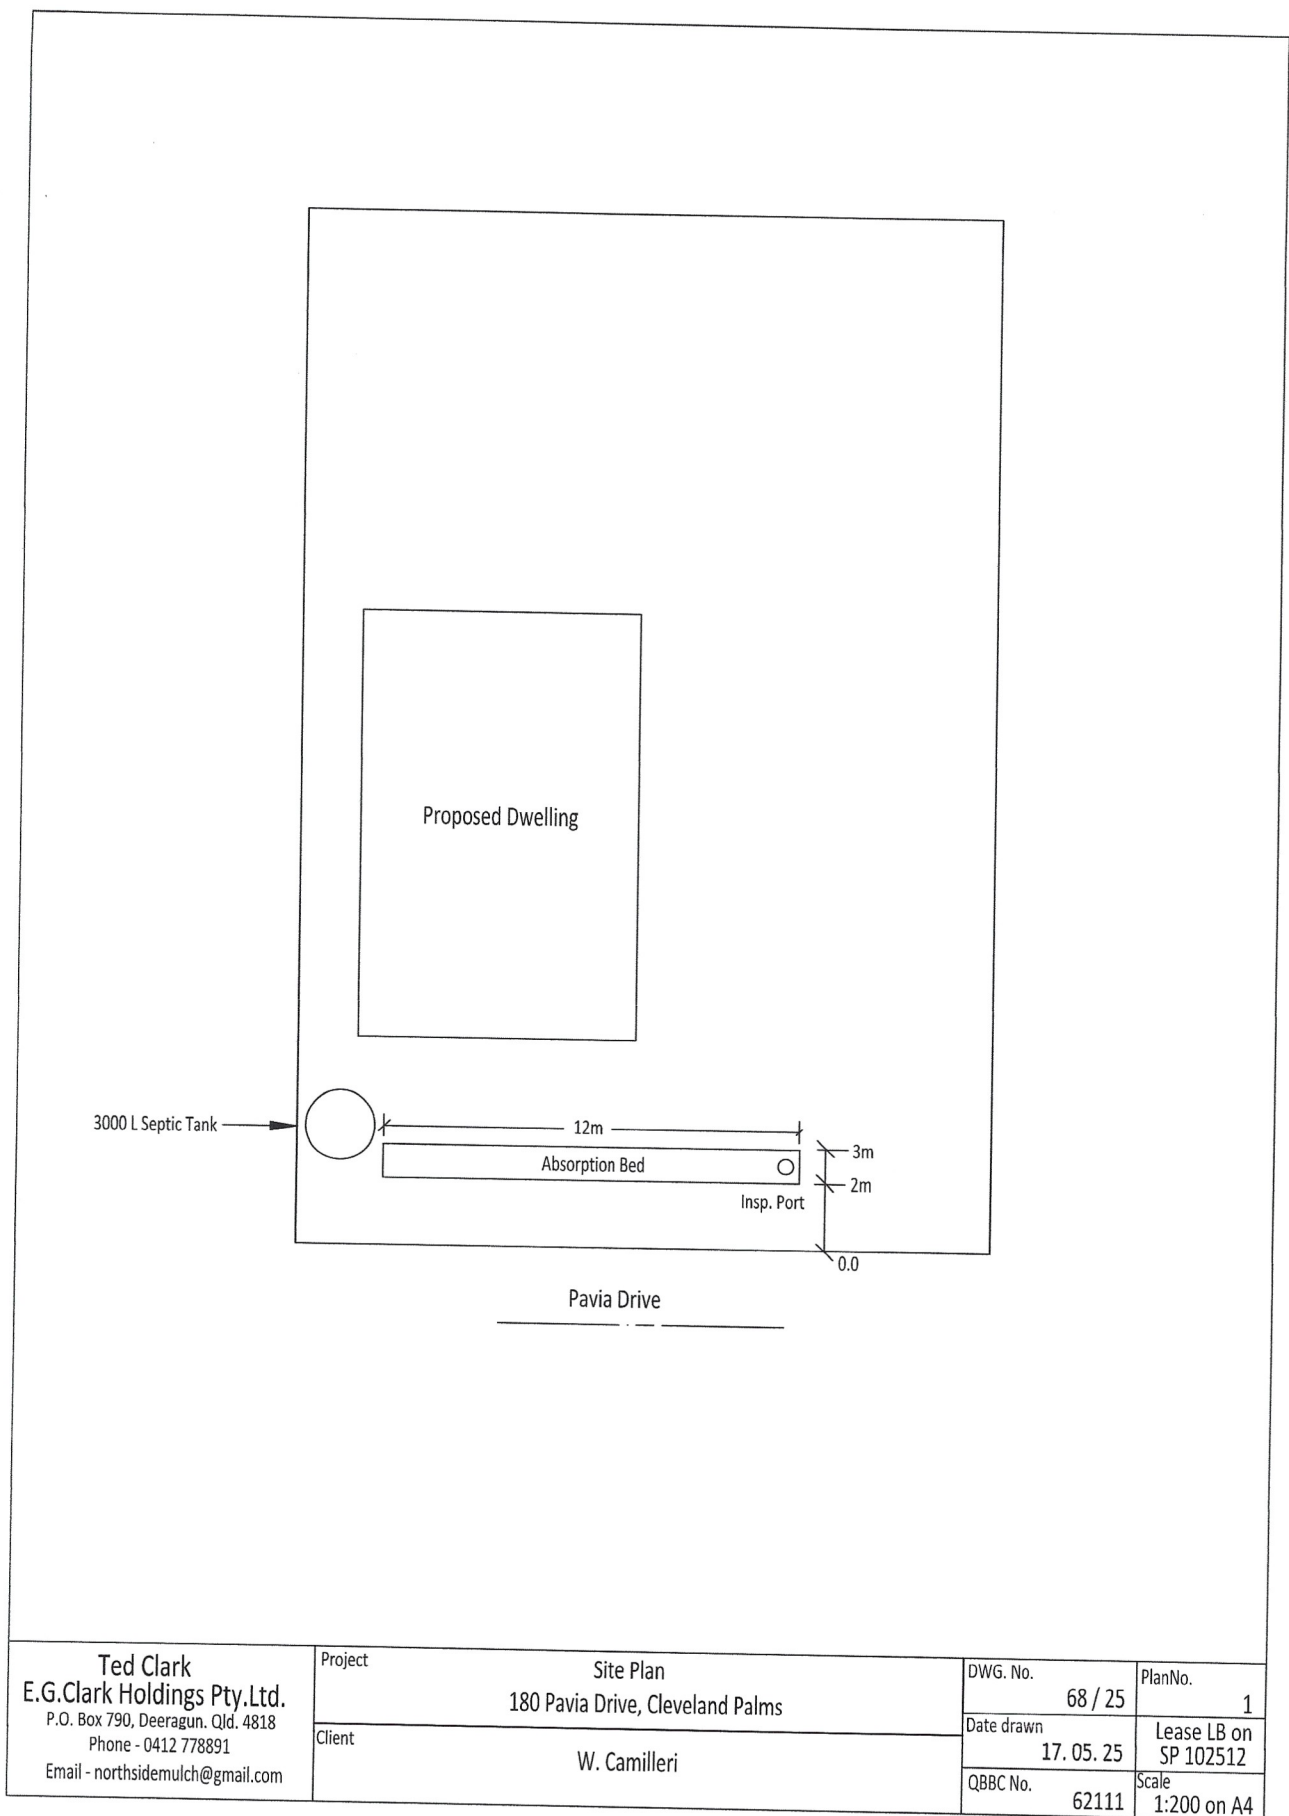 Proposed Dwelling
3000 L Septic Tank
12m
3m
Absorption Bed
2m
Insp. Port
0.0
Pavia Drive
Ted Clark
E.G.Clark Holdings Pty.Ltd.
P.O. Box 790, Deeragun. Qld. 4818
Phone - 0412 778891
Email - northsidemulch@gmail.com
Project
Site Plan
180 Pavia Drive, Cleveland Palms
Client
W. Camilleri
DWG. No.
68 / 25
PlanNo.
1
Date drawn
17. 05. 25
Lease LB on
SP 102512
QBBC No.
62111
Scale
1:200 on A4